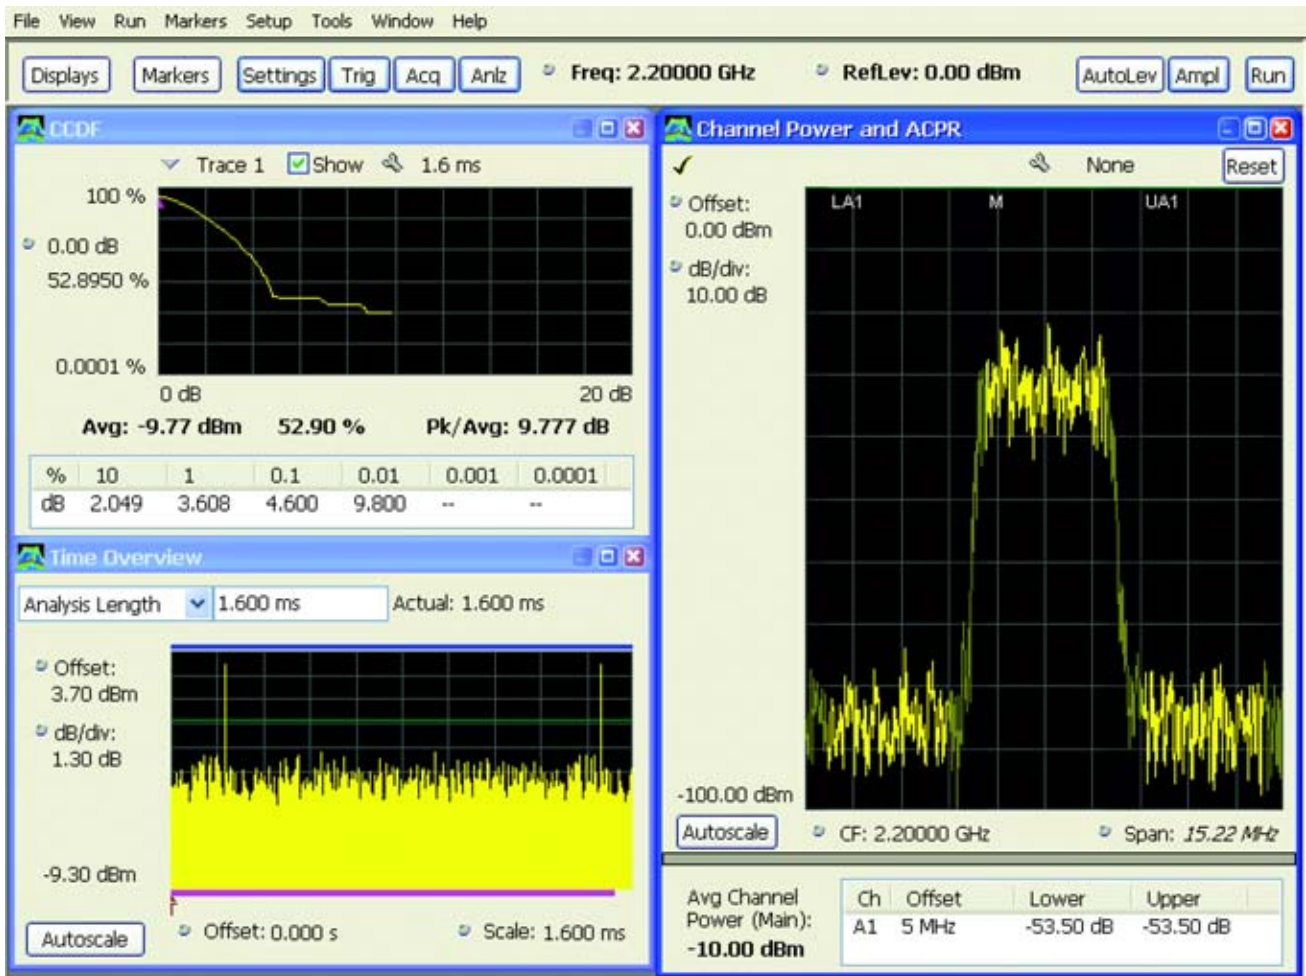 File View Run Markers Setup Tools Window Help
Displays Markers Settings Trig Acq Anlz Freq: 2.20000 GHz RefLev: 0.00 dBm AutoLev Ampl Run
CCDF
Trace 1 Show 1.6 ms
100 %
0.00 dB
52.8950 %
0.0001 %
0 dB 20 dB
Avg: -9.77 dBm 52.90 % Pk/Avg: 9.777 dB
% 10 1 0.1 0.01 0.001 0.0001
dB 2.049 3.608 4.600 9.800 -- --
Time Overview
Analysis Length 1.600 ms Actual: 1.600 ms
Offset:
3.70 dBm
dB/div:
1.30 dB
-9.30 dBm
Autoscale Offset: 0.000 s Scale: 1.600 ms
Channel Power and ACPR
None Reset
Offset:
0.00 dBm
dB/div:
10.00 dB
LA1 M UA1
-100.00 dBm
Autoscale CF: 2.20000 GHz Span: 15.22 MHz
Avg Channel
Power (Main):
-10.00 dBm
Ch Offset Lower Upper
A1 5 MHz -53.50 dB -53.50 dB